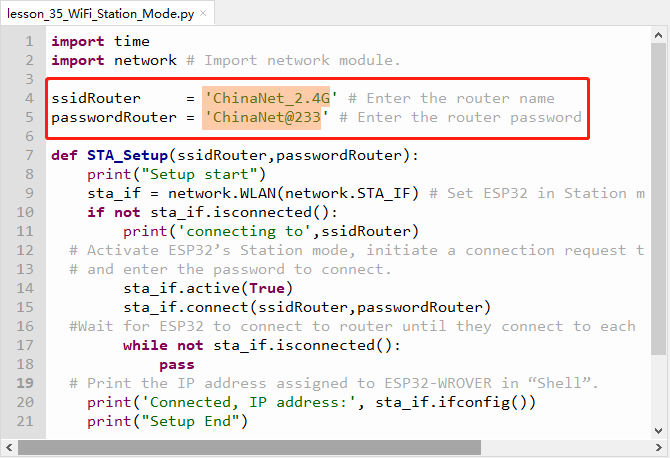 lesson_35_WiFi_Station_Mode.py ×
1 import time
2 import network # Import network module.
3
4 ssidRouter     = 'ChinaNet_2.4G' # Enter the router name
5 passwordRouter = 'ChinaNet@233' # Enter the router password
6
7 def STA_Setup(ssidRouter,passwordRouter):
8     print("Setup start")
9     sta_if = network.WLAN(network.STA_IF) # Set ESP32 in Station m
10     if not sta_if.isconnected():
11         print('connecting to',ssidRouter)
12   # Activate ESP32’s Station mode, initiate a connection request t
13   # and enter the password to connect.
14         sta_if.active(True)
15         sta_if.connect(ssidRouter,passwordRouter)
16   #Wait for ESP32 to connect to router until they connect to each
17         while not sta_if.isconnected():
18             pass
19   # Print the IP address assigned to ESP32-WROVER in “Shell”.
20     print('Connected, IP address:', sta_if.ifconfig())
21     print("Setup End")